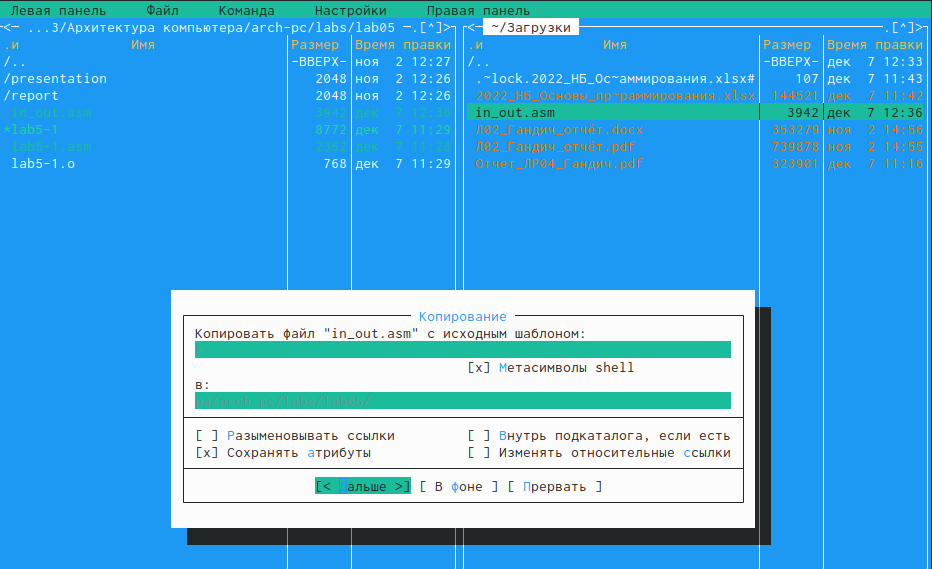 Левая панель Файл Команда Настройки Правая панель
<─ ...3/Архитектура компьютера/arch-pc/labs/lab05 ─.[^]>
.и Имя Размер Время правки
/.. -ВВЕРХ- ноя 2 12:27
/presentation 2048 ноя 2 12:26
/report 2048 ноя 2 12:26
in_out.asm 3942 дек 7 12:36
*lab5-1 8772 дек 7 11:29
lab5-1.asm 2362 дек 7 11:28
lab5-1.o 768 дек 7 11:29
<─ ~/Загрузки ─.[^]>
.и Имя Размер Время правки
/.. -ВВЕРХ- дек 7 12:33
.~lock.2022_НБ_Ос~аммирования.xlsx# 107 дек 7 11:43
2022_НБ_Основы_пр~граммирования.xlsx 144521 дек 7 11:42
in_out.asm 3942 дек 7 12:36
Л02_Гандич_отчёт.docx 353279 ноя 2 14:56
Л02_Гандич_отчёт.pdf 739878 ноя 2 14:55
Отчет_ЛР04_Гандич.pdf 323901 дек 7 11:16
Копирование
Копировать файл "in_out.asm" с исходным шаблоном:
[x] Метасимволы shell
в:
ра/arch-pc/labs/lab05/
[ ] Разыменовывать ссылки [ ] Внутрь подкаталога, если есть
[x] Сохранять атрибуты [ ] Изменять относительные ссылки
[< Дальше >] [ В фоне ] [ Прервать ]